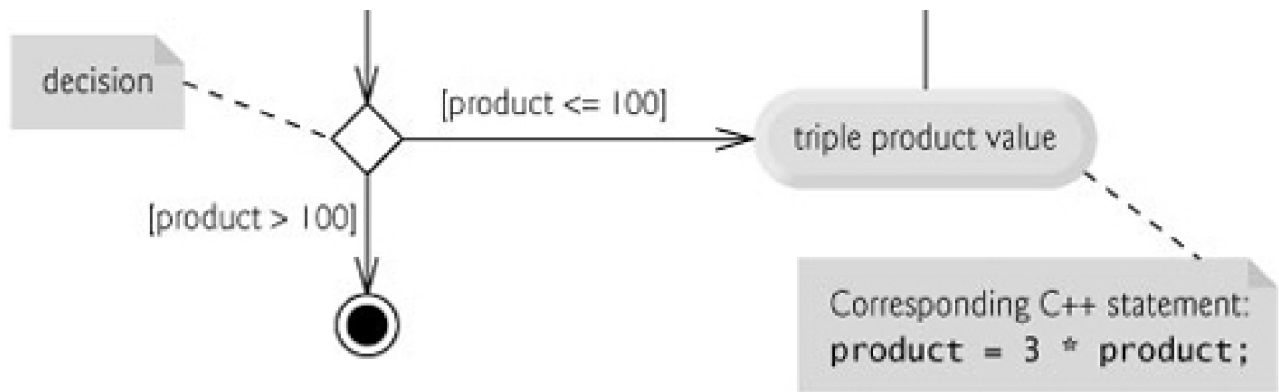 decision
[product <= 100]
triple product value
[product > 100]
Corresponding C++ statement:
product = 3 * product;